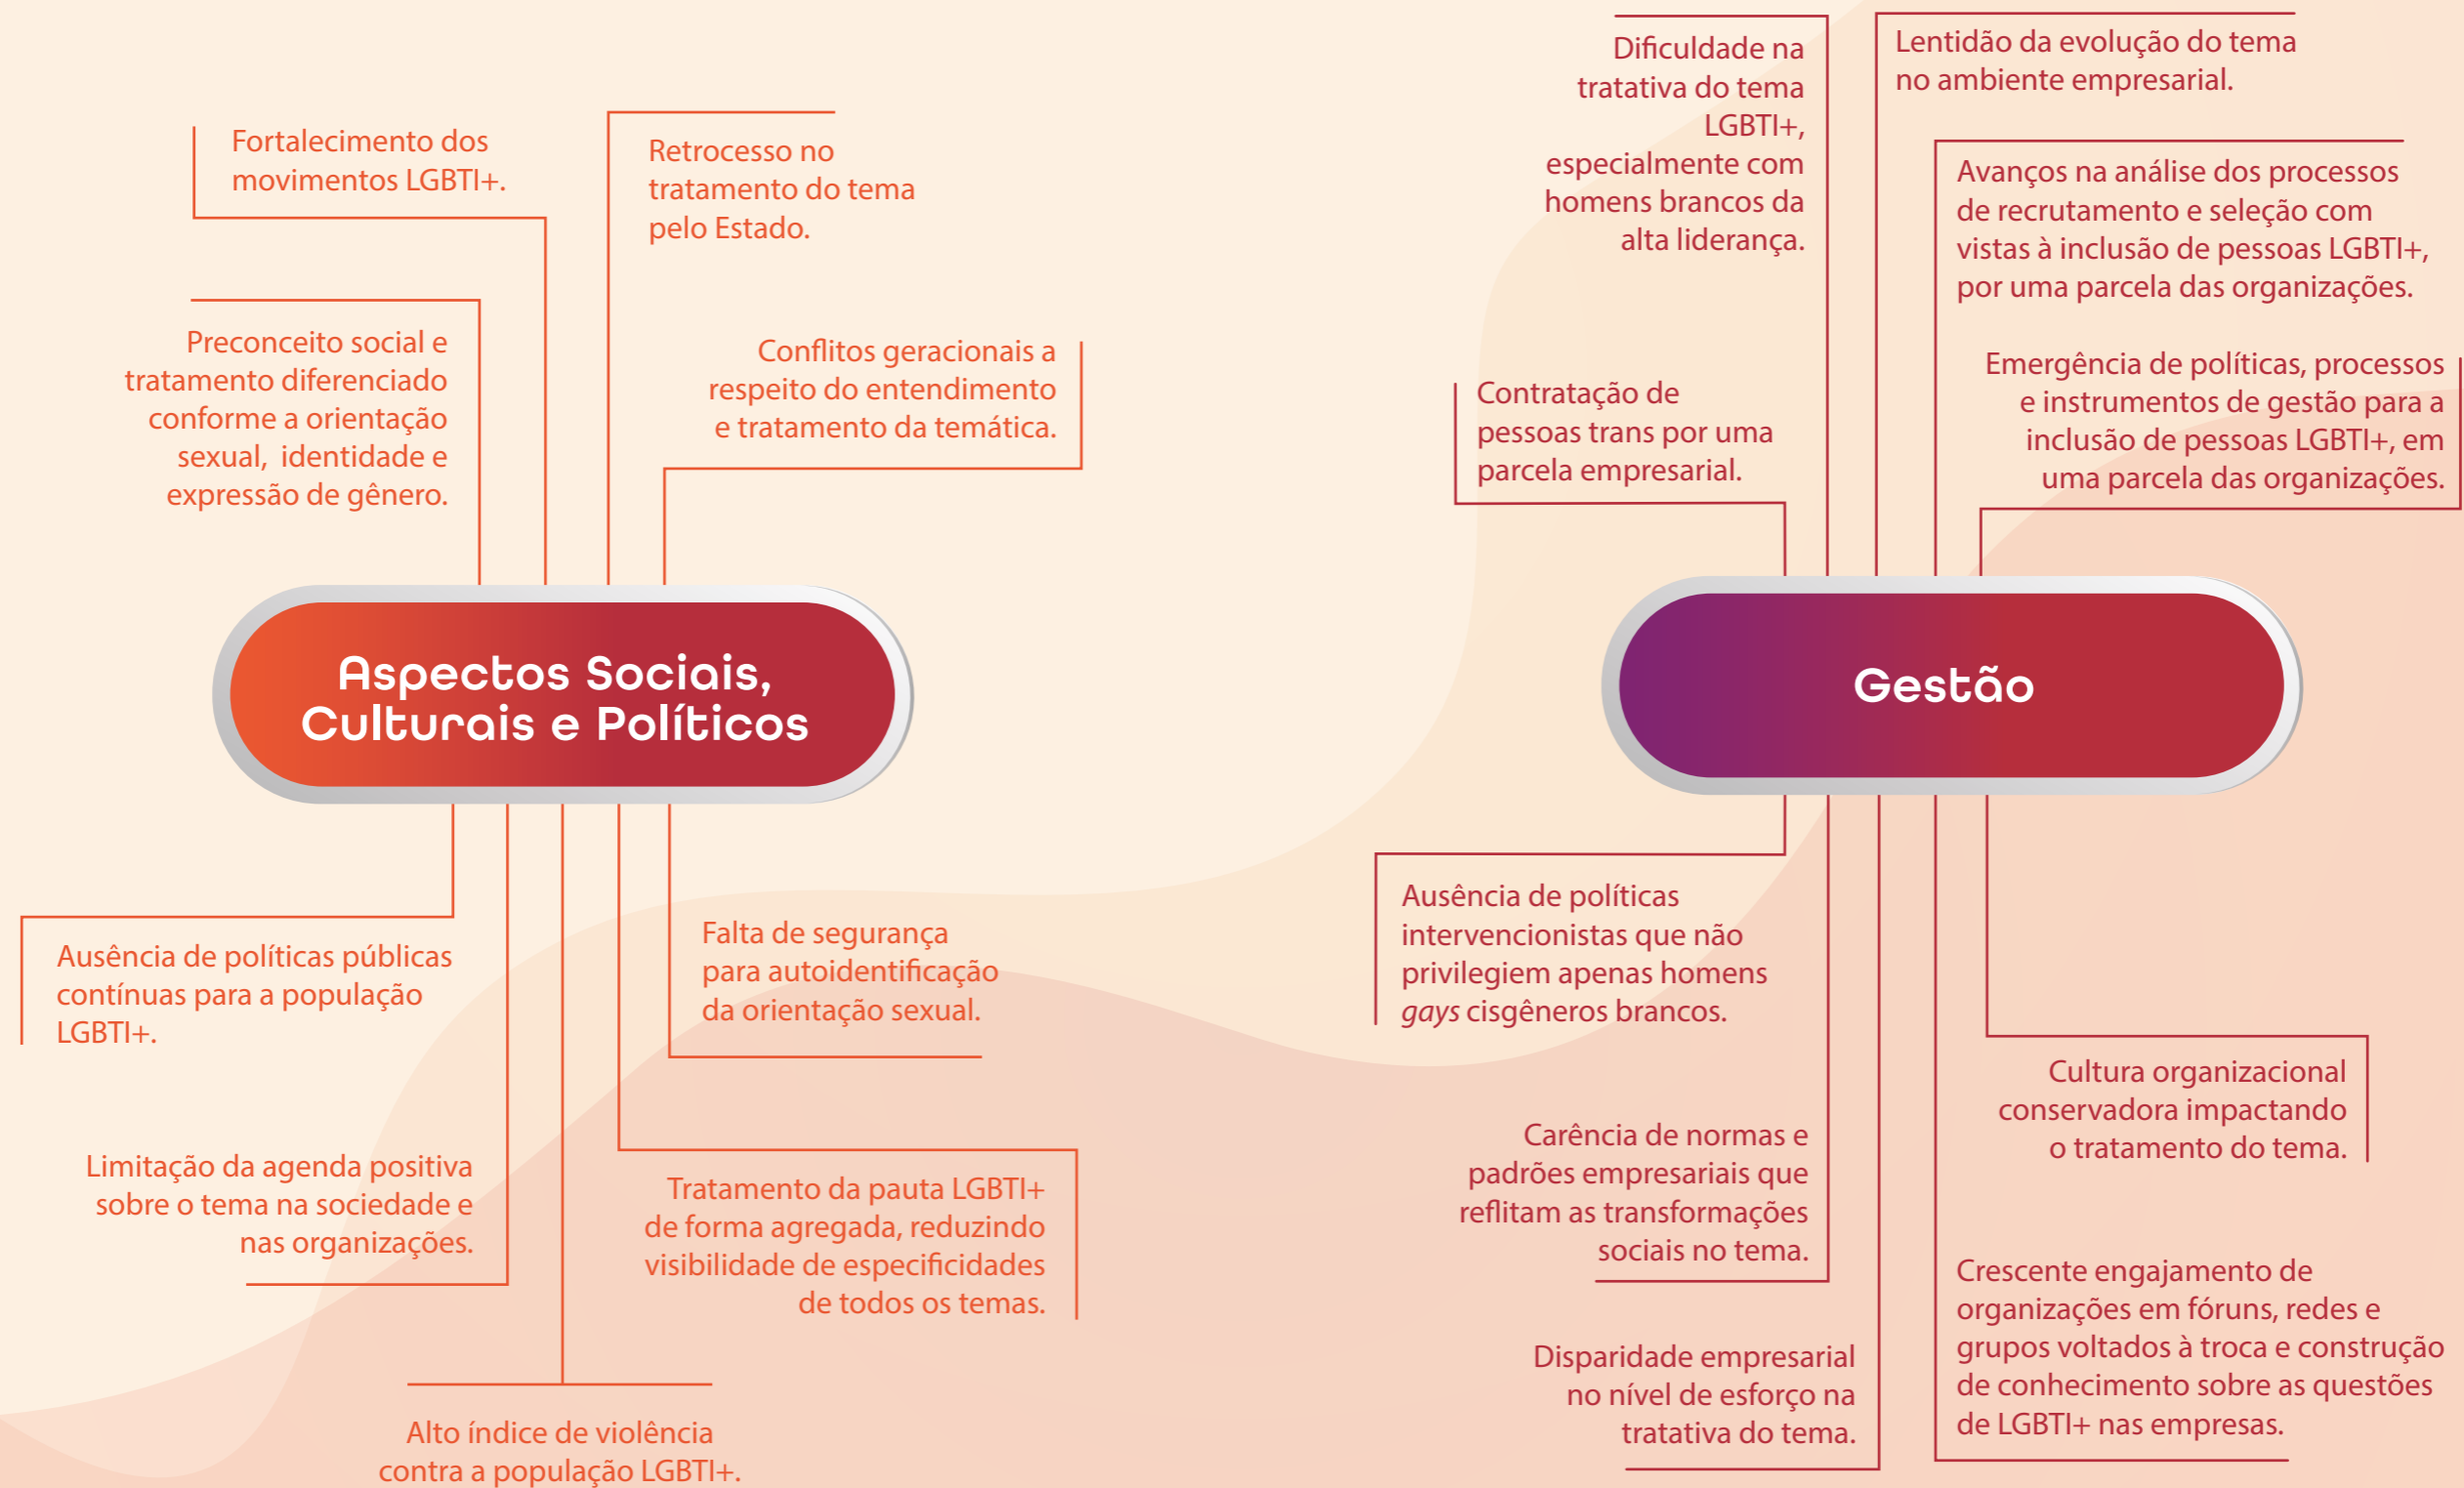 Fortalecimento dos
movimentos LGBTI+.
Retrocesso no
tratamento do tema
pelo Estado.
Preconceito social e
tratamento diferenciado
conforme a orientação
sexual, identidade e
expressão de gênero.
Conflitos geracionais a
respeito do entendimento
e tratamento da temática.
Aspectos Sociais,
Culturais e Políticos
Ausência de políticas públicas
contínuas para a população
LGBTI+.
Falta de segurança
para autoidentificação
da orientação sexual.
Limitação da agenda positiva
sobre o tema na sociedade e
nas organizações.
Tratamento da pauta LGBTI+
de forma agregada, reduzindo
visibilidade de especificidades
de todos os temas.
Alto índice de violência
contra a população LGBTI+.
Dificuldade na
tratativa do tema
LGBTI+,
especialmente com
homens brancos da
alta liderança.
Lentidão da evolução do tema
no ambiente empresarial.
Avanços na análise dos processos
de recrutamento e seleção com
vistas à inclusão de pessoas LGBTI+,
por uma parcela das organizações.
Contratação de
pessoas trans por uma
parcela empresarial.
Emergência de políticas, processos
e instrumentos de gestão para a
inclusão de pessoas LGBTI+, em
uma parcela das organizações.
Gestão
Ausência de políticas
intervencionistas que não
privilegiem apenas homens
gays cisgêneros brancos.
Cultura organizacional
conservadora impactando
o tratamento do tema.
Carência de normas e
padrões empresariais que
reflitam as transformações
sociais no tema.
Crescente engajamento de
organizações em fóruns, redes e
grupos voltados à troca e construção
de conhecimento sobre as questões
de LGBTI+ nas empresas.
Disparidade empresarial
no nível de esforço na
tratativa do tema.